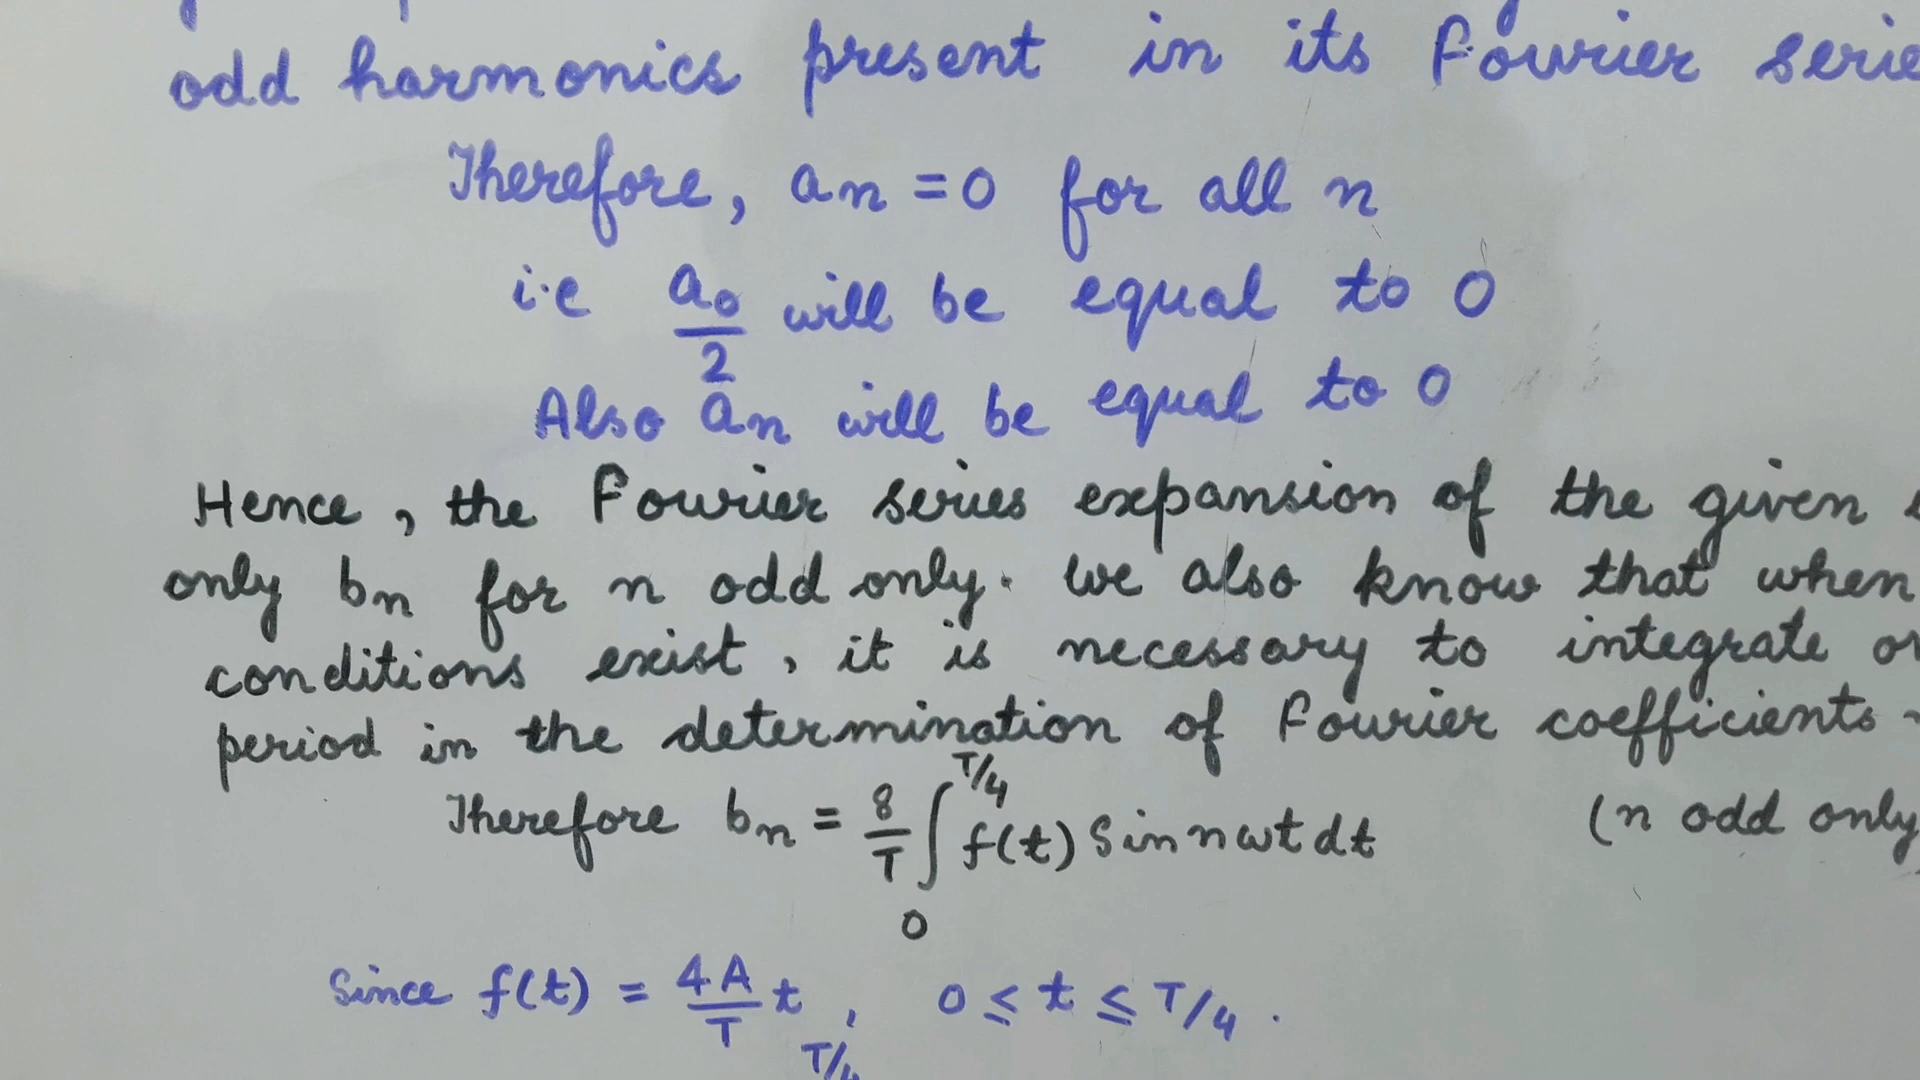 odd harmonics present in its Fourier serie
Therefore, an = 0 for all n
i.e a0/2 will be equal to 0
Also an will be equal to 0
Hence, the Fourier series expansion of the given
only bn for n odd only. We also know that when
conditions exist, it is necessary to integrate
period in the determination of Fourier coefficients
Therefore bn = 8/T ∫₀^T/4 f(t) Sin nωt dt (n odd only
Since f(t) = 4A/T t, 0 ≤ t ≤ T/4.
T/4